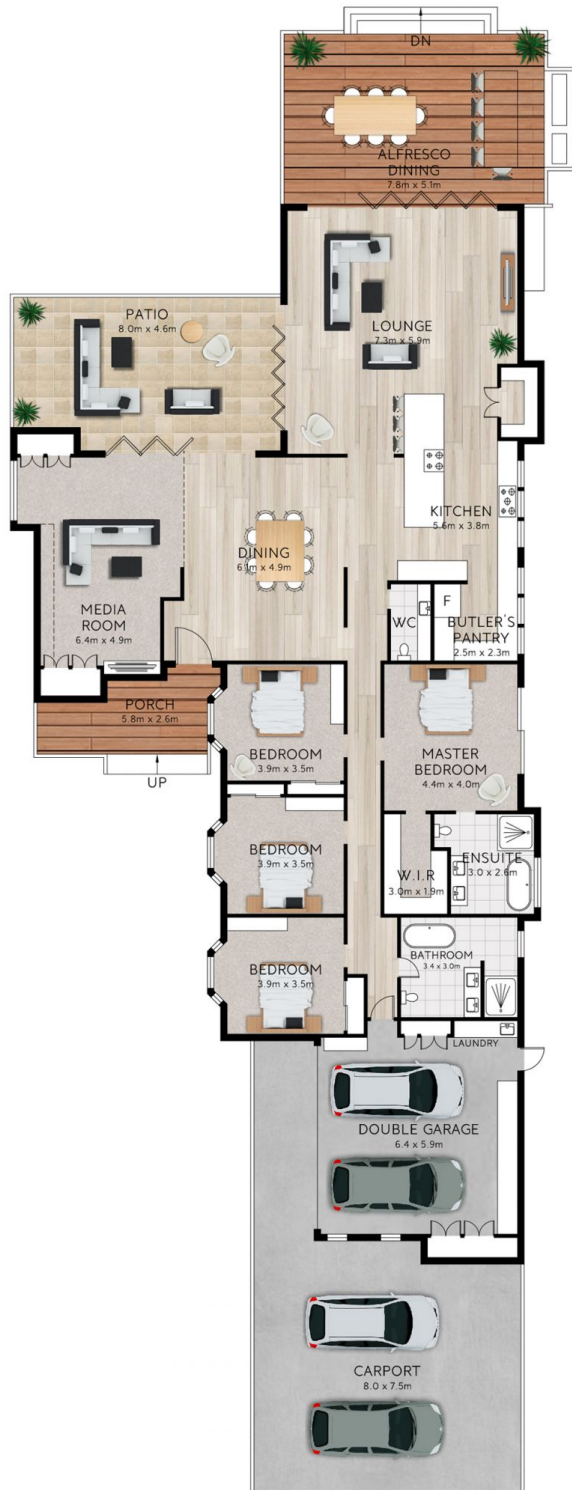 DN
ALFRESCO
DINING
7.8m x 5.1m
PATIO
8.0m x 4.6m
LOUNGE
7.3m x 5.9m
KITCHEN
5.6m x 3.8m
DINING
6.1m x 4.9m
MEDIA
ROOM
6.4m x 4.9m
WC
F
BUTLER'S
PANTRY
2.5m x 2.3m
PORCH
5.8m x 2.6m
UP
BEDROOM
3.9m x 3.5m
MASTER
BEDROOM
4.4m x 4.0m
BEDROOM
3.9m x 3.5m
W.I.R
3.0m x 1.9m
ENSUITE
3.0 x 2.6m
BEDROOM
3.9m x 3.5m
BATHROOM
3.4 x 3.0m
LAUNDRY
DOUBLE GARAGE
6.4 x 5.9m
CARPORT
8.0 x 7.5m